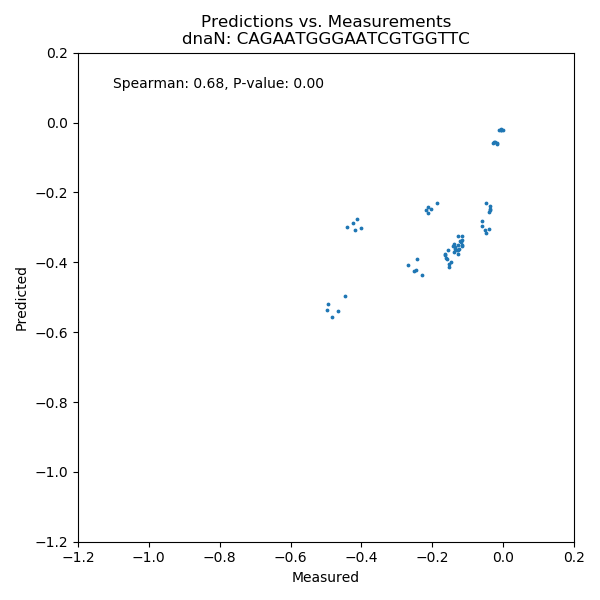 Predictions vs. Measurements
dnaN: CAGAATGGGAATCGTGGTTC
Spearman: 0.68, P-value: 0.00
0.2
0.0
−0.2
−0.4
−0.6
−0.8
−1.0
−1.2
Predicted
−1.2 −1.0 −0.8 −0.6 −0.4 −0.2 0.0 0.2
Measured